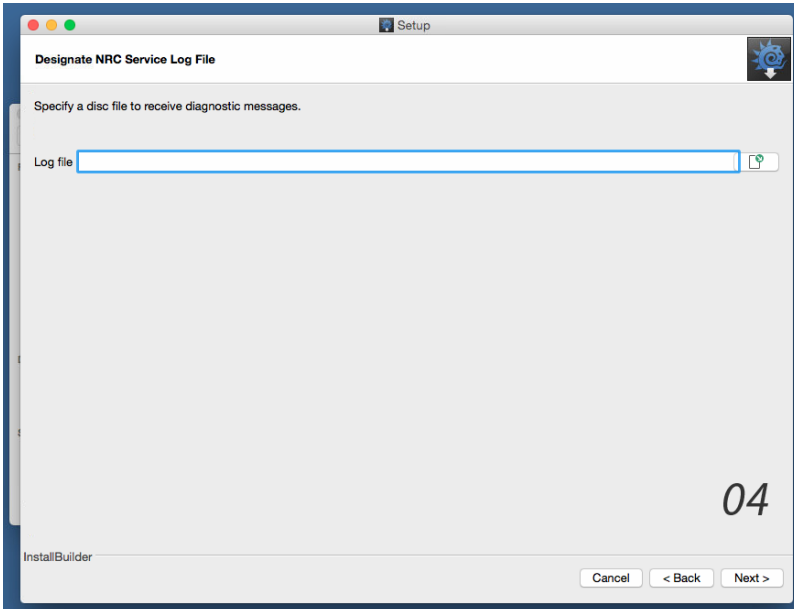 Setup
Designate NRC Service Log File
Specify a disc file to receive diagnostic messages.
Log file
04
InstallBuilder
Cancel < Back Next >